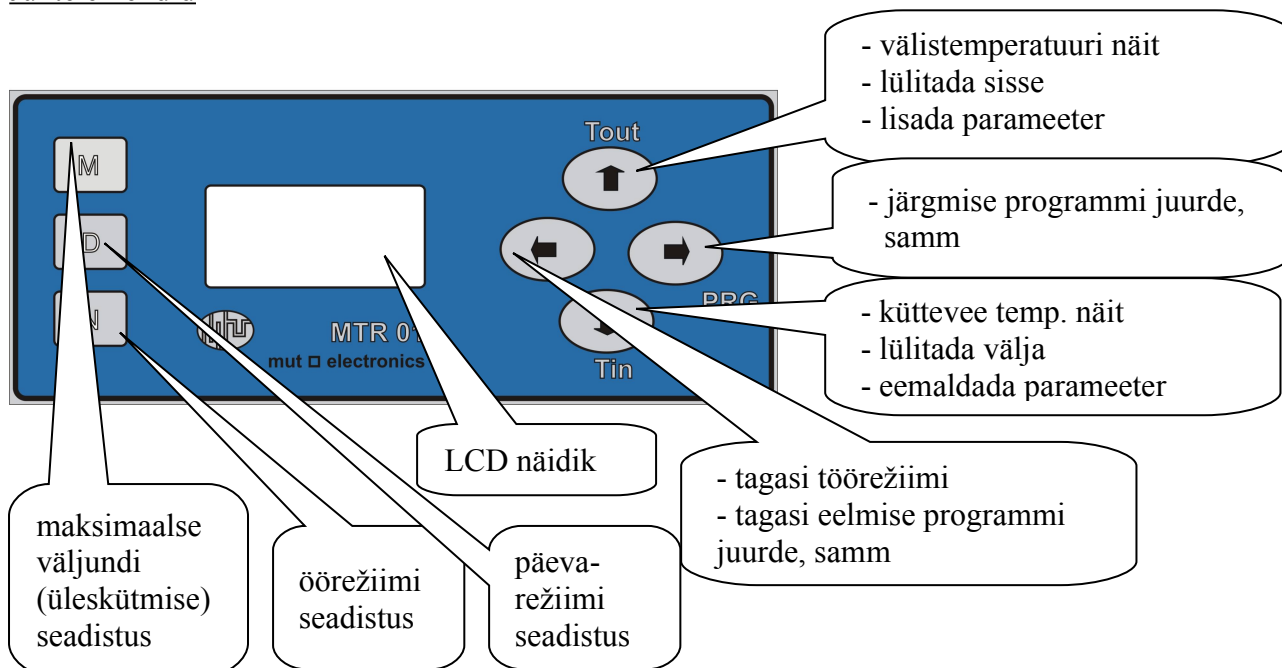 - välistemperatuuri näit
- lülitada sisse
- lisada parameeter
Tout
M
- järgmise programmi juurde,
samm
D
PRG
N
MTR 01
mut electronics
Tin
- küttevee temp. näit
- lülitada välja
- eemaldada parameeter
LCD näidik
- tagasi töörežiimi
- tagasi eelmise programmi
juurde, samm
maksimaalse
väljundi
(üleskütmise)
seadistus
öörežiimi
seadistus
päeva-
režiimi
seadistus